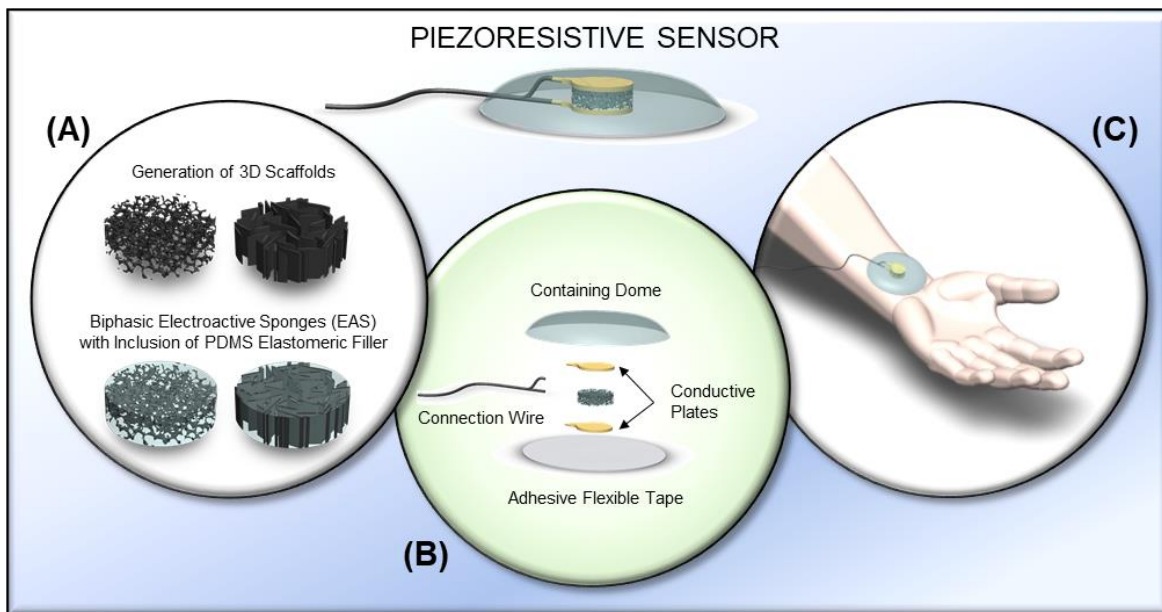 PIEZORESISTIVE SENSOR
(A)
Generation of 3D Scaffolds
Biphasic Electroactive Sponges (EAS)
with Inclusion of PDMS Elastomeric Filler
(B)
Containing Dome
Connection Wire
Conductive
Plates
Adhesive Flexible Tape
(C)